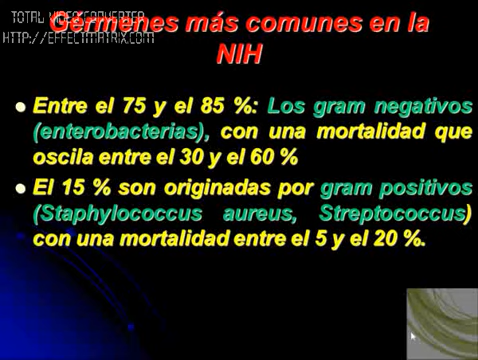 TOTAL VIDEO CONVERTER
HTTP://EFFECTMATRIX.COM
Gérmenes más comunes en la
NIH
Entre el 75 y el 85 %: Los gram negativos
(enterobacterias), con una mortalidad que
oscila entre el 30 y el 60 %
El 15 % son originadas por gram positivos
(Staphylococcus aureus, Streptococcus)
con una mortalidad entre el 5 y el 20 %.